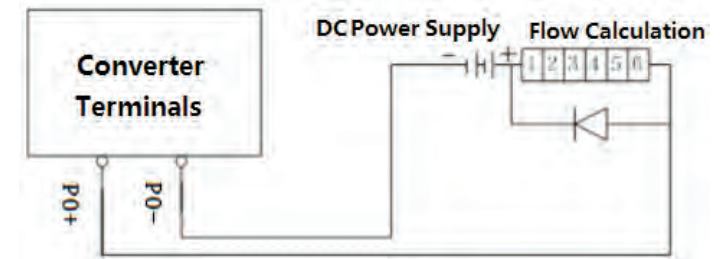 DC Power Supply
Flow Calculation
Converter
Terminals
- +
1 2 3 4 5 6
P0+
P0-